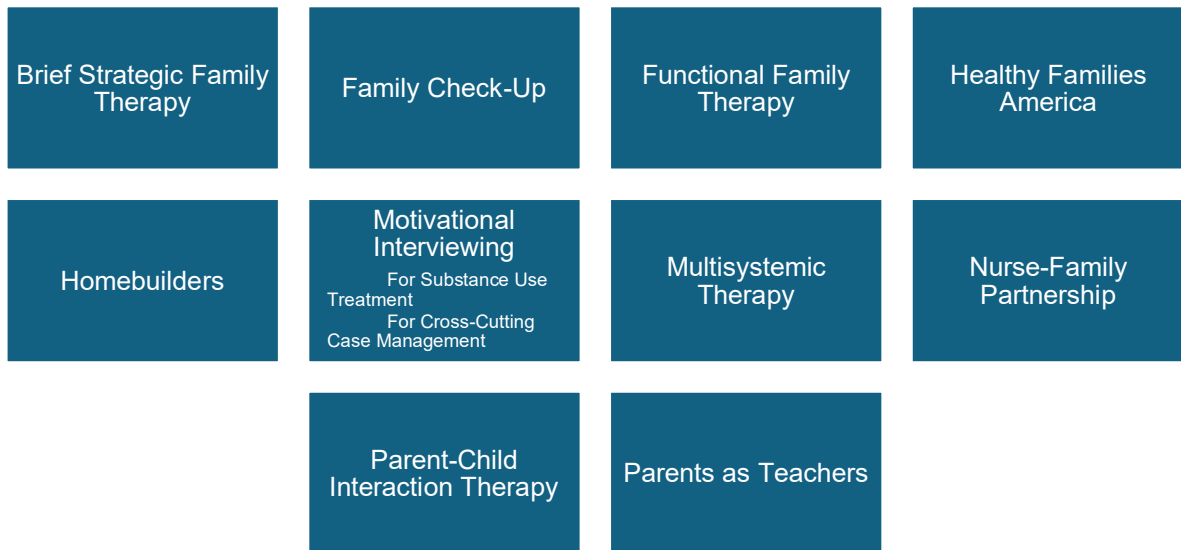 Brief Strategic Family
Therapy
Family Check-Up
Functional Family
Therapy
Healthy Families
America
Homebuilders
Motivational
Interviewing
For Substance Use
Treatment
For Cross-Cutting
Case Management
Multisystemic
Therapy
Nurse-Family
Partnership
Parent-Child
Interaction Therapy
Parents as Teachers